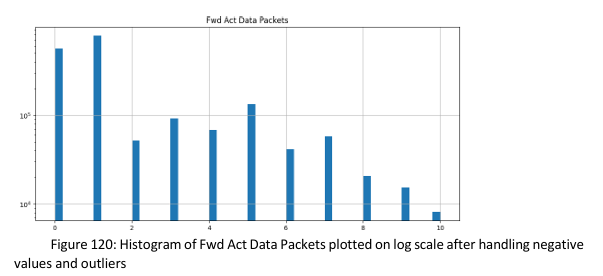 Fwd Act Data Packets
10⁵
10⁴
0 2 4 6 8 10
Figure 120: Histogram of Fwd Act Data Packets plotted on log scale after handling negative
values and outliers